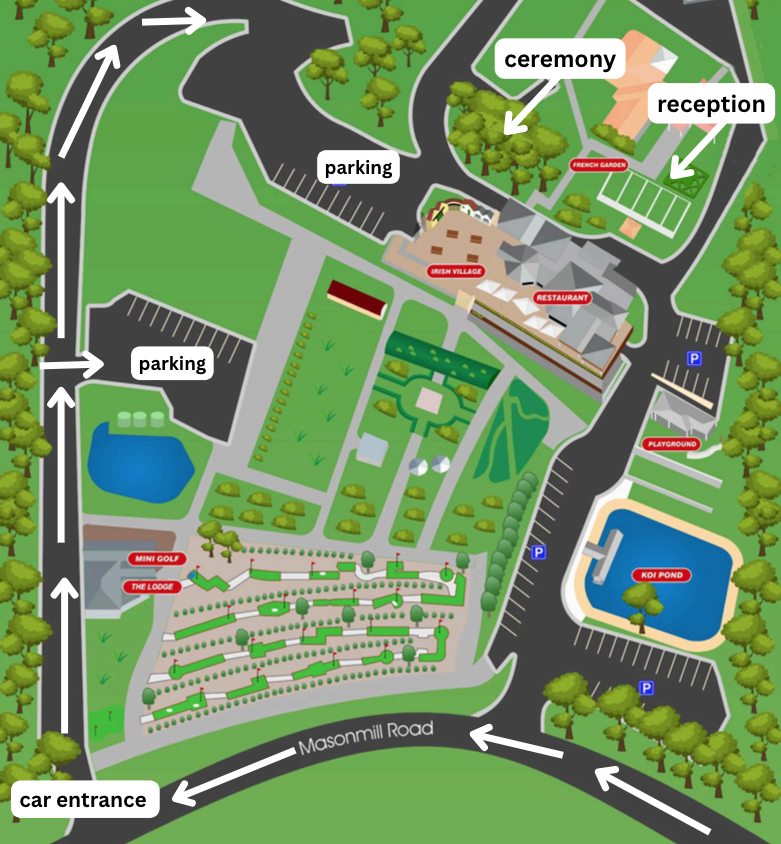 ceremony
reception
parking
FRENCH GARDEN
IRISH VILLAGE
RESTAURANT
parking
P
PLAYGROUND
P
MINI GOLF
THE LODGE
KOI POND
P
Masonmill Road
car entrance